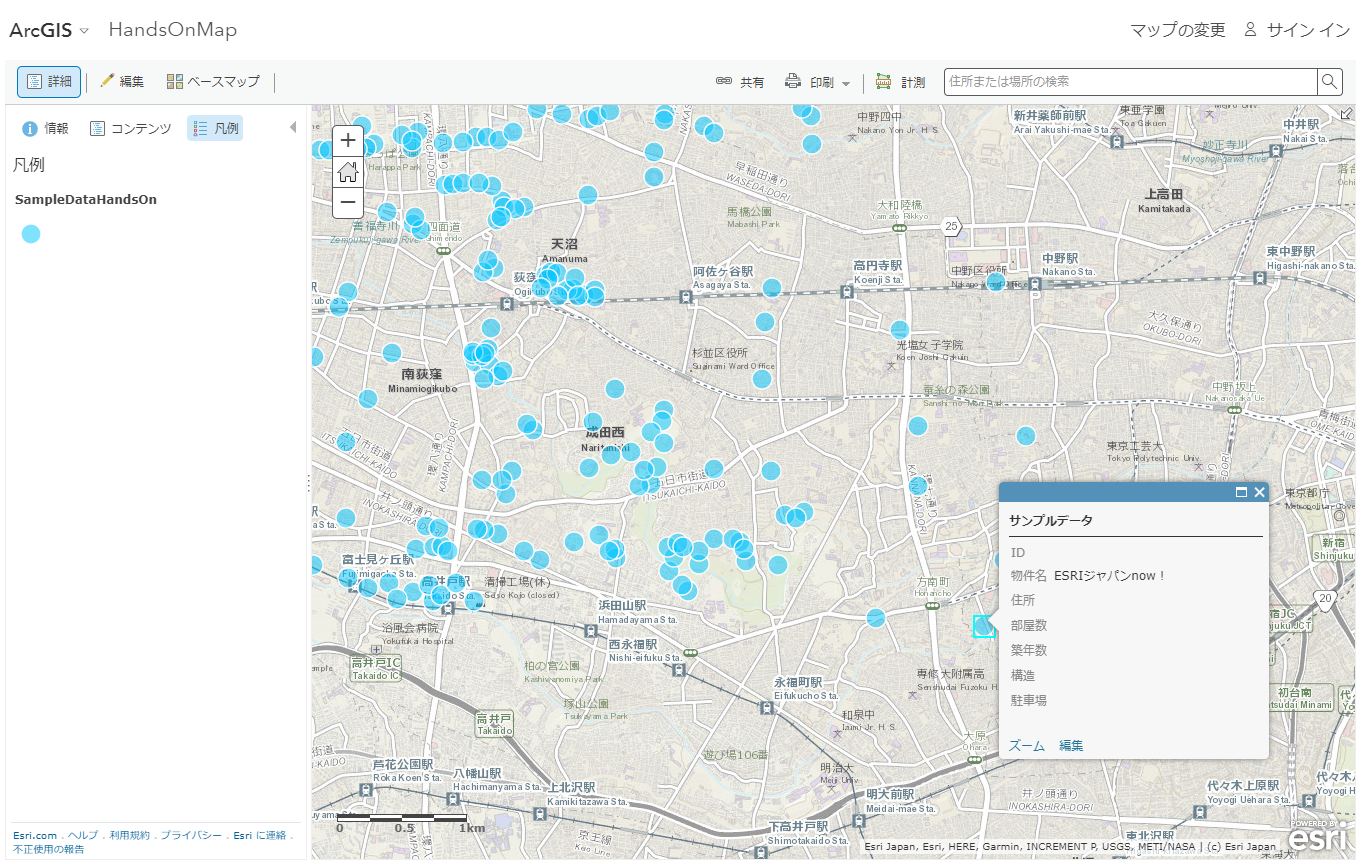 ArcGIS HandsOnMap
マップの変更 サイン イン
詳細 編集 ベースマップ
共有 印刷 計測 住所または場所の検索
情報 コンテンツ 凡例
凡例
SampleDataHandsOn
Esri.com . ヘルプ . 利用規約 . プライバシー . Esri に連絡 .
不正使用の報告
中野四中
Nakano Yon Jr. H. S.
新井薬師前駅
Arai Yakushi-mae Sta.
東亜学園
Toa Gakuen
中井駅
Nakai Sta.
妙正寺川
Myoshoji-gawa River
早稲田通り
WASEDA-DORI
上高田
Kamitakada
馬橋公園
Mabashi Park
大和陸橋
Yamato Rikkyo
25
善福寺川
Zempukuji-gawa River
四面道
天沼
Amanuma
阿佐ケ谷駅
Asagaya Sta.
高円寺駅
Koenji Sta.
中野区役所
中野駅
Nakano Sta.
東中野駅
Higashi-nakano Sta.
大久保通り
OKUBO-DORI
杉並区役所
Suginami Ward Office
光塩女子学院
Koen Joshi Gakuin
南荻窪
Minamiogikubo
蚕糸の森公園
Sanshi-no-Mori Park
中野坂上
Nakanosaka Ue
青梅街道
OME-KAIDO
成田西
東京工芸大
Tokyo Polytechnic Univ.
五日市街道
ITSUKAICHI-KAIDO
環八通り
KAMPACHI-DORI
井ノ頭通り
INOKASHIRA-DORI
東京都庁
新宿
Shinjuku
サンプルデータ
ID
物件名 ESRIジャパンnow！
住所
部屋数
築年数
構造
駐車場
ズーム 編集
富士見ヶ丘駅
Fujimigaoka Sta.
高井戸駅
清掃工場(休)
Seiso Kojo (closed)
浜田山駅
Hamadayama Sta.
方南町
Honancho
20
浴風会病院
Yokufukai Hospital
西永福駅
Nishi-eifuku Sta.
高井戸IC
Takaido IC
柏の宮公園
Kashiwanomiya Park
専修大附属高
Senshudai Fuzoku H
永福町駅
Eifukucho Sta.
塚山公園
Tsukayama Park
高井戸
Takaido
和泉中
Izumi Jr. H. S.
初台南
大原
Ohara
遊び場106番
芦花公園駅
Roka Koen Sta.
八幡山駅
Hachimanyama Sta.
上北沢駅
Kamikitazawa Sta.
明治大
Meiji Univ.
明大前駅
Meidai-mae Sta.
井ノ頭通り
INOKASHIRA-DORI
代々木上原駅
Yoyogi Uehara Sta.
0 0.5 1km
京王線
下高井戸駅
Shimotakaido Sta.
東北沢駅
Esri Japan, Esri, HERE, Garmin, INCREMENT P, USGS, METI/NASA | (c) Esri Japan
POWERED BY
esri